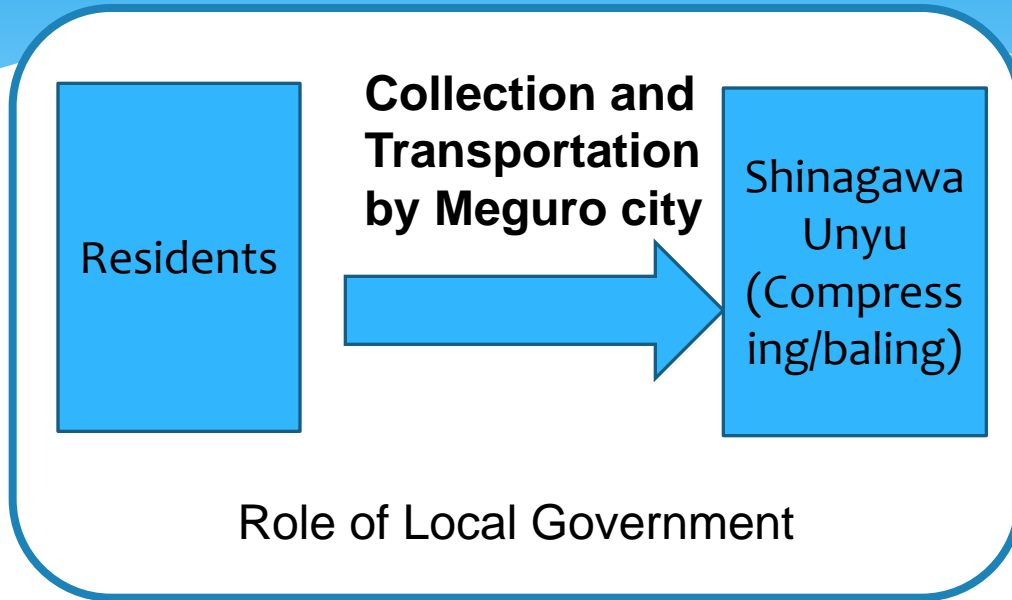 Residents
Collection and
Transportation
by Meguro city
Shinagawa
Unyu
(Compress
ing/baling)
Role of Local Government